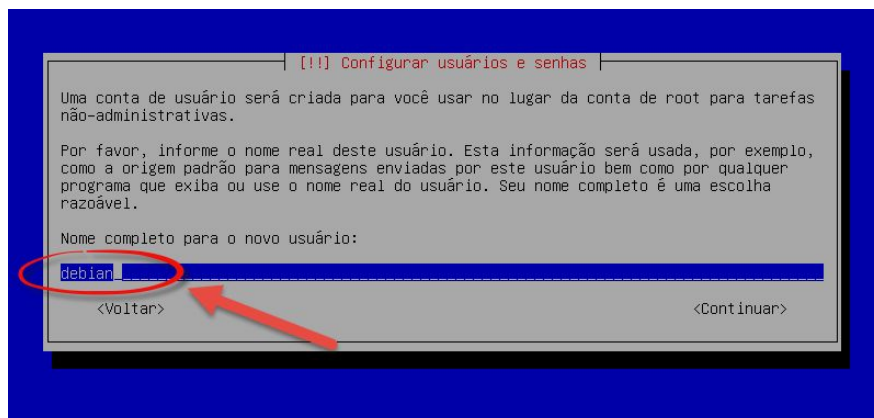 [!!] Configurar usuários e senhas
Uma conta de usuário será criada para você usar no lugar da conta de root para tarefas
não-administrativas.
Por favor, informe o nome real deste usuário. Esta informação será usada, por exemplo,
como a origem padrão para mensagens enviadas por este usuário bem como por qualquer
programa que exiba ou use o nome real do usuário. Seu nome completo é uma escolha
razoável.
Nome completo para o novo usuário:
debian
<Voltar> <Continuar>